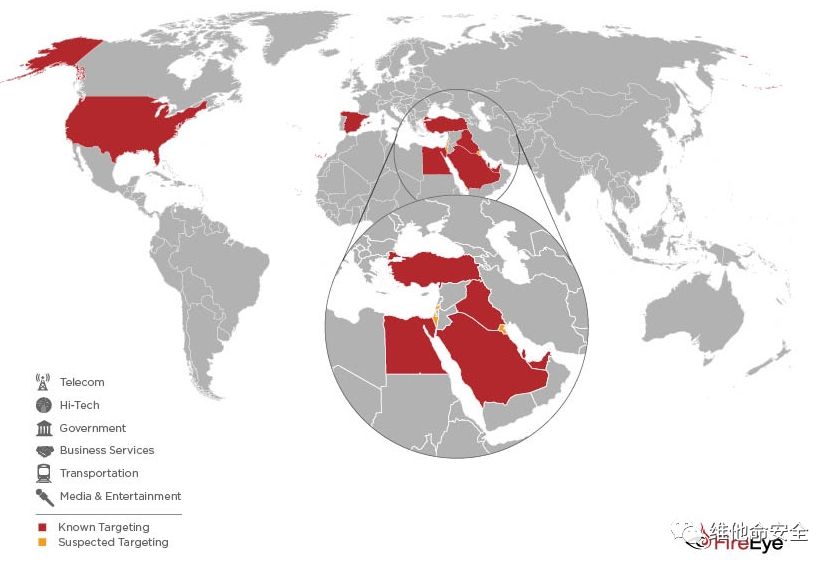 Telecom
Hi-Tech
Government
Business Services
Transportation
Media & Entertainment
Known Targeting
Suspected Targeting
维他命安全
FireEye